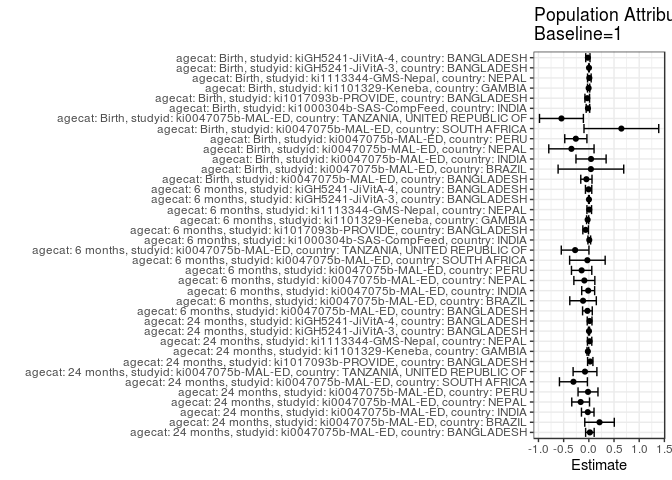 Population Attribu
Baseline=1
agecat: Birth, studyid: kiGH5241-JiVitA-4, country: BANGLADESH
agecat: Birth, studyid: kiGH5241-JiVitA-3, country: BANGLADESH
agecat: Birth, studyid: ki1113344-GMS-Nepal, country: NEPAL
agecat: Birth, studyid: ki1101329-Keneba, country: GAMBIA
agecat: Birth, studyid: ki1017093b-PROVIDE, country: BANGLADESH
agecat: Birth, studyid: ki1000304b-SAS-CompFeed, country: INDIA
agecat: Birth, studyid: ki0047075b-MAL-ED, country: TANZANIA, UNITED REPUBLIC OF
agecat: Birth, studyid: ki0047075b-MAL-ED, country: SOUTH AFRICA
agecat: Birth, studyid: ki0047075b-MAL-ED, country: PERU
agecat: Birth, studyid: ki0047075b-MAL-ED, country: NEPAL
agecat: Birth, studyid: ki0047075b-MAL-ED, country: INDIA
agecat: Birth, studyid: ki0047075b-MAL-ED, country: BRAZIL
agecat: Birth, studyid: ki0047075b-MAL-ED, country: BANGLADESH
agecat: 6 months, studyid: kiGH5241-JiVitA-4, country: BANGLADESH
agecat: 6 months, studyid: kiGH5241-JiVitA-3, country: BANGLADESH
agecat: 6 months, studyid: ki1113344-GMS-Nepal, country: NEPAL
agecat: 6 months, studyid: ki1101329-Keneba, country: GAMBIA
agecat: 6 months, studyid: ki1017093b-PROVIDE, country: BANGLADESH
agecat: 6 months, studyid: ki1000304b-SAS-CompFeed, country: INDIA
agecat: 6 months, studyid: ki0047075b-MAL-ED, country: TANZANIA, UNITED REPUBLIC OF
agecat: 6 months, studyid: ki0047075b-MAL-ED, country: SOUTH AFRICA
agecat: 6 months, studyid: ki0047075b-MAL-ED, country: PERU
agecat: 6 months, studyid: ki0047075b-MAL-ED, country: NEPAL
agecat: 6 months, studyid: ki0047075b-MAL-ED, country: INDIA
agecat: 6 months, studyid: ki0047075b-MAL-ED, country: BRAZIL
agecat: 6 months, studyid: ki0047075b-MAL-ED, country: BANGLADESH
agecat: 24 months, studyid: kiGH5241-JiVitA-4, country: BANGLADESH
agecat: 24 months, studyid: kiGH5241-JiVitA-3, country: BANGLADESH
agecat: 24 months, studyid: ki1113344-GMS-Nepal, country: NEPAL
agecat: 24 months, studyid: ki1101329-Keneba, country: GAMBIA
agecat: 24 months, studyid: ki1017093b-PROVIDE, country: BANGLADESH
agecat: 24 months, studyid: ki0047075b-MAL-ED, country: TANZANIA, UNITED REPUBLIC OF
agecat: 24 months, studyid: ki0047075b-MAL-ED, country: SOUTH AFRICA
agecat: 24 months, studyid: ki0047075b-MAL-ED, country: PERU
agecat: 24 months, studyid: ki0047075b-MAL-ED, country: NEPAL
agecat: 24 months, studyid: ki0047075b-MAL-ED, country: INDIA
agecat: 24 months, studyid: ki0047075b-MAL-ED, country: BRAZIL
agecat: 24 months, studyid: ki0047075b-MAL-ED, country: BANGLADESH
-1.0 -0.5 0.0 0.5 1.0 1.5
Estimate